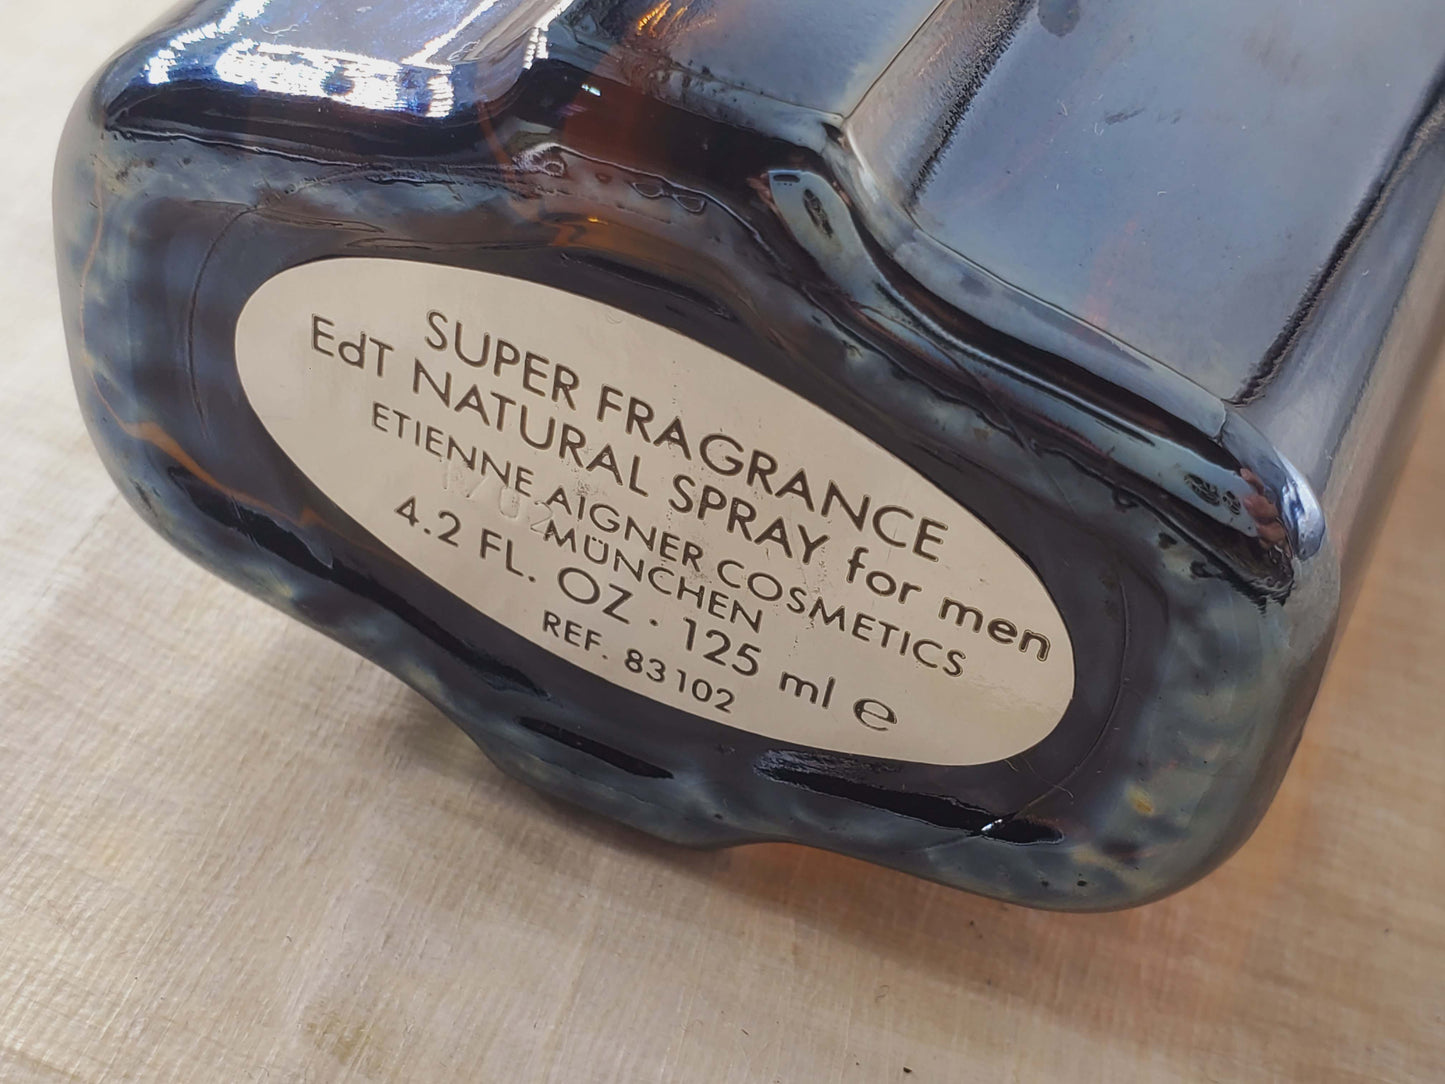 SUPER FRAGRANCE
EdT NATURAL SPRAY for men
ETIENNE AIGNER COSMETICS
MÜNCHEN
4.2 FL. OZ · 125 ml ℮
REF. 83102